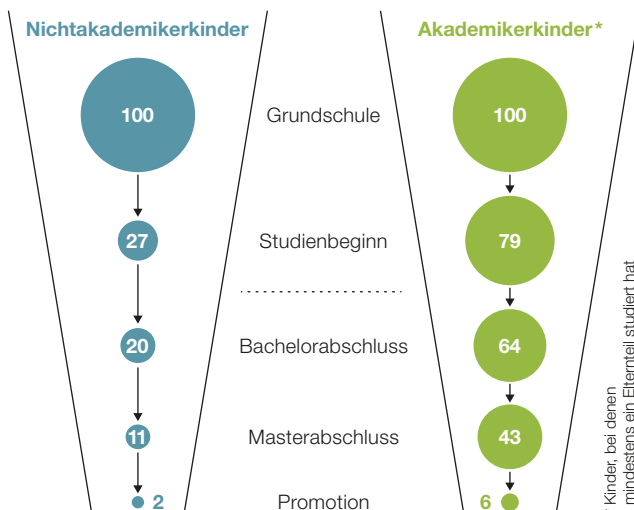 Nichtakademikerkinder Akademikerkinder*
100 Grundschule 100
27 Studienbeginn 79
20 Bachelorabschluss 64
11 Masterabschluss 43
2 Promotion 6
* Kinder, bei denen
mindestens ein Elternteil studiert hat